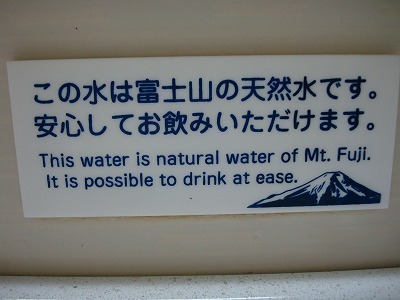 この水は富士山の天然水です。
安心してお飲みいただけます。
This water is natural water of Mt. Fuji.
It is possible to drink at ease.